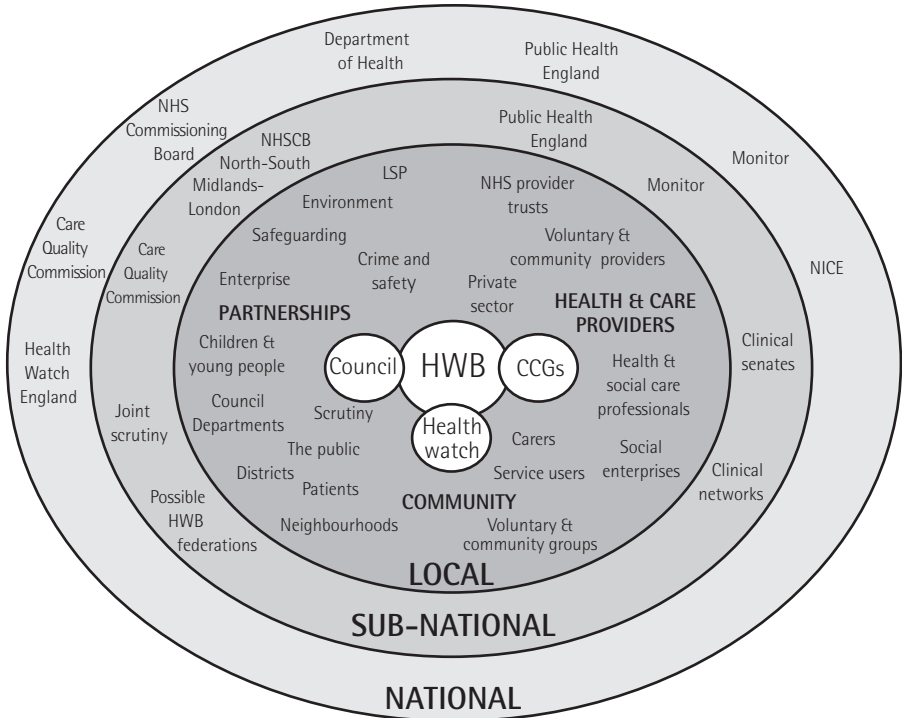 Department
of Health
Public Health
England
NHS
Commissioning
Board
Monitor
Care
Quality
Commission
NICE
Health
Watch
England
Public Health
England
NHSCB
North-South
Midlands-
London
Monitor
Care
Quality
Commission
Clinical
senates
Joint
scrutiny
Clinical
networks
Possible
HWB
federations
LSP
NHS provider
trusts
Environment
Safeguarding
Voluntary &
community providers
Crime and
safety
Enterprise
Private
sector
PARTNERSHIPS
HEALTH & CARE
PROVIDERS
Children &
young people
Council
HWB
CCGs
Health &
social care
professionals
Council
Departments
Scrutiny
Health
watch
Carers
The public
Social
enterprises
Districts
Service users
Patients
COMMUNITY
Neighbourhoods
Voluntary &
community groups
LOCAL
SUB-NATIONAL
NATIONAL